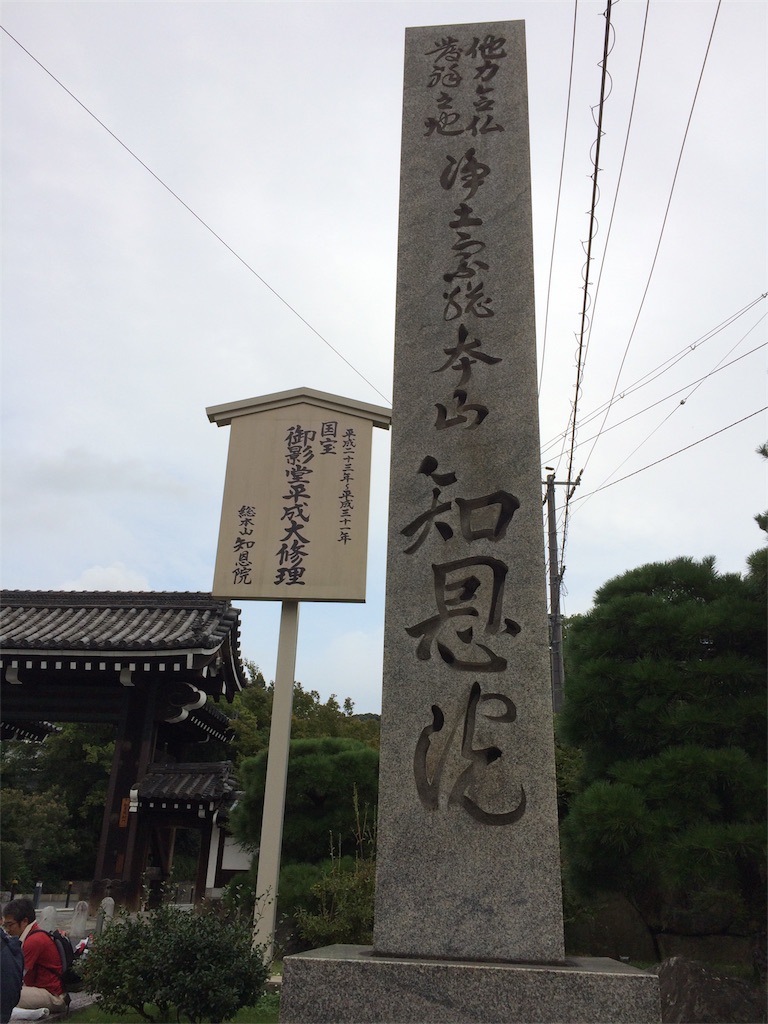 他力念仏
發祥之地
浄土宗総本山 知恩院
平成二十三年～平成三十一年
国宝
御影堂平成大修理
総本山 知恩院